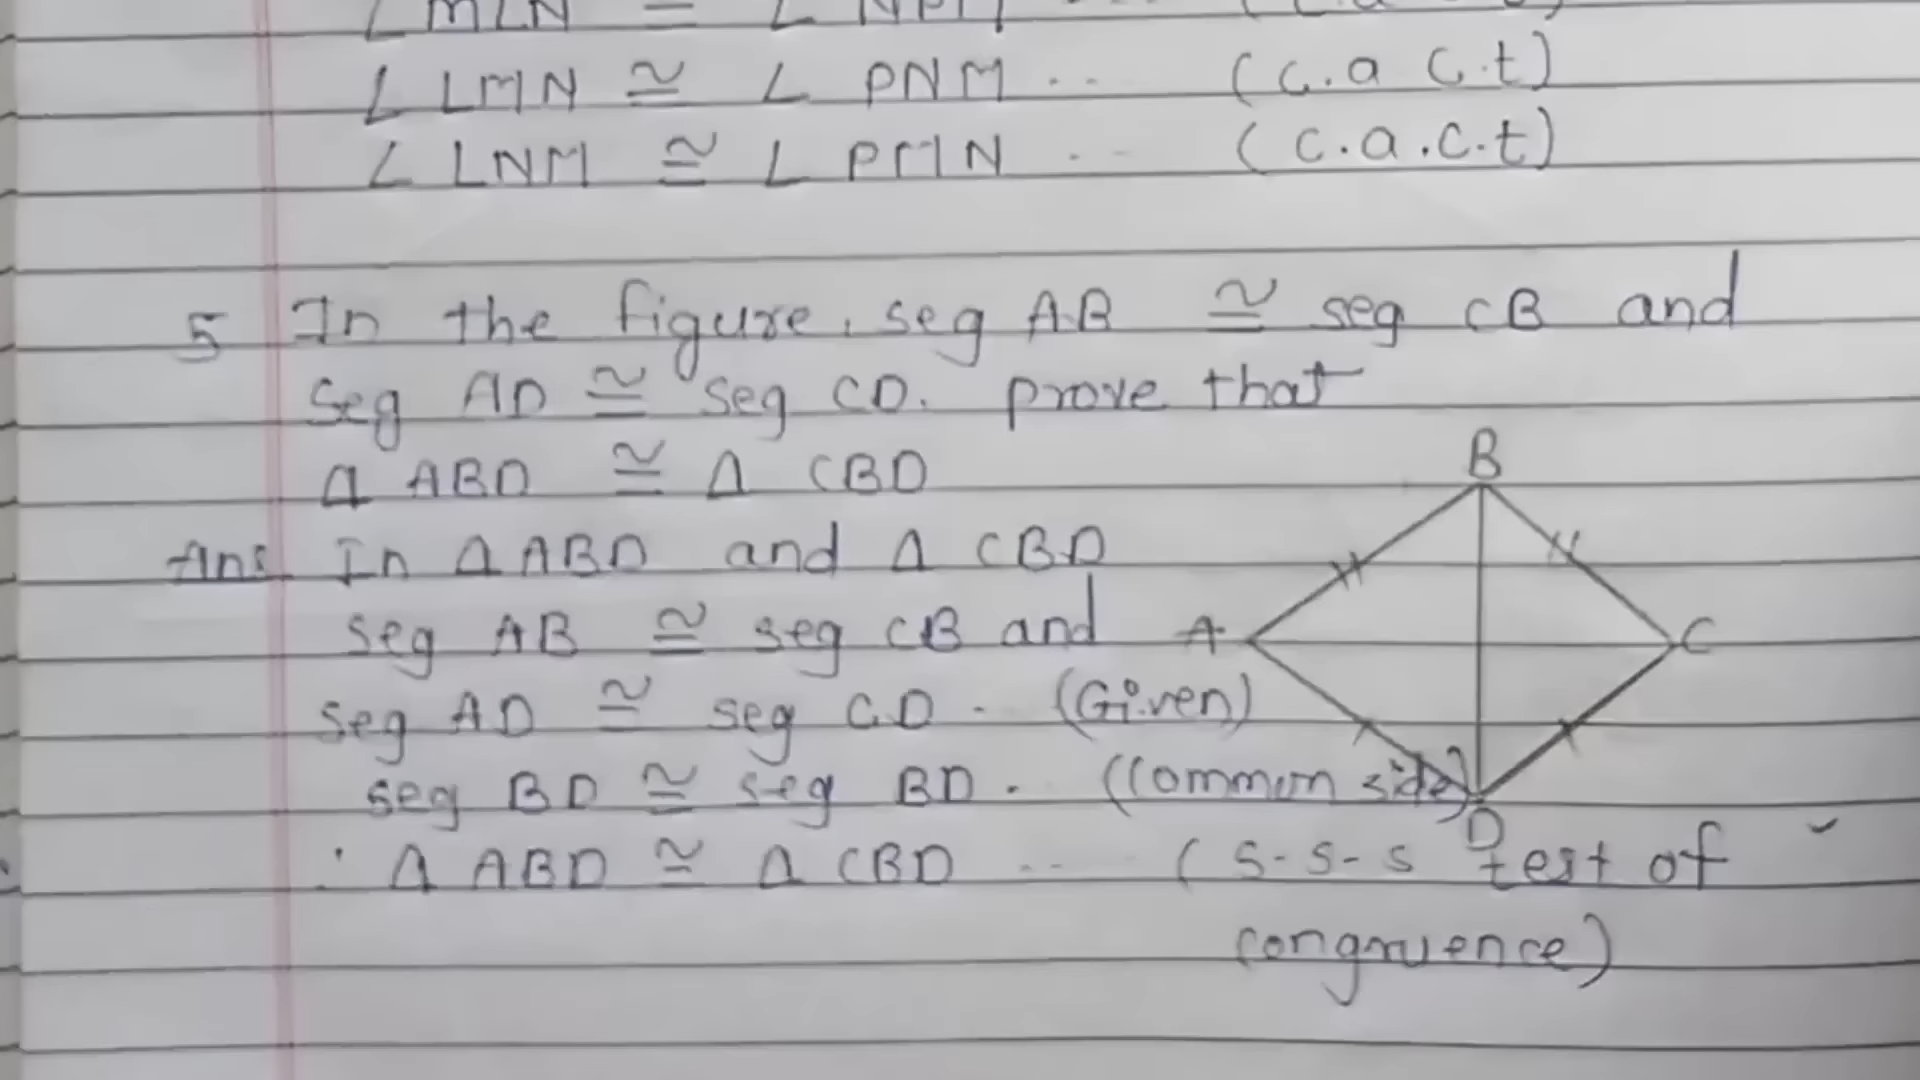 ∠ MLN ≅ ∠ NPM
∠ LMN ≅ ∠ PNM .. (c.a c.t)
∠ LNM ≅ ∠ PMN .. (c.a.c.t)
5 In the figure, seg AB ≅ seg CB and
seg AD ≅ seg CD. prove that
Δ ABD ≅ Δ CBD
Ans In Δ ABD and Δ CBD
seg AB ≅ seg CB and
seg AD ≅ seg CD . (Given)
seg BD ≅ seg BD . (Common side)
∴ Δ ABD ≅ Δ CBD .. (S-S-S test of
congruence)
B
A
C
D